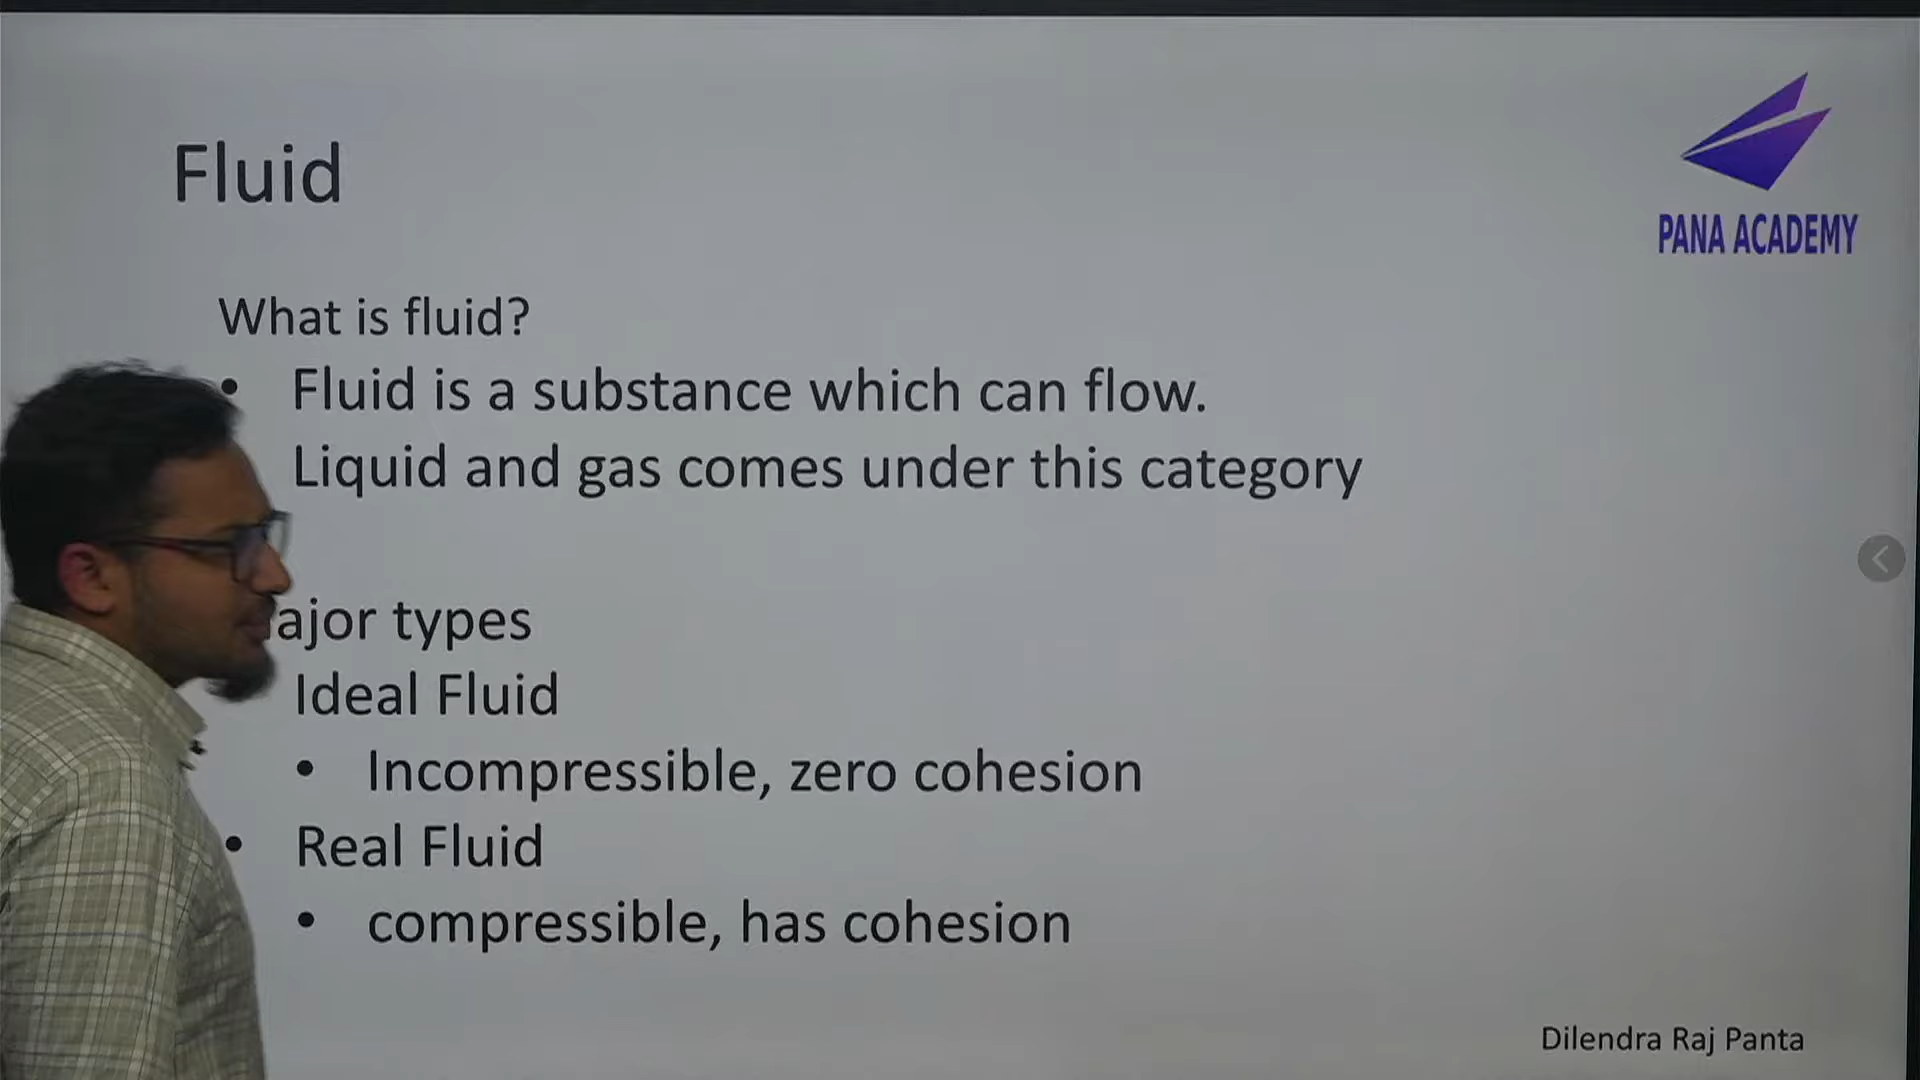 Fluid
PANA ACADEMY
What is fluid?
• Fluid is a substance which can flow.
Liquid and gas comes under this category
types
Ideal Fluid
• Incompressible, zero cohesion
• Real Fluid
• compressible, has cohesion
Dilendra Raj Panta